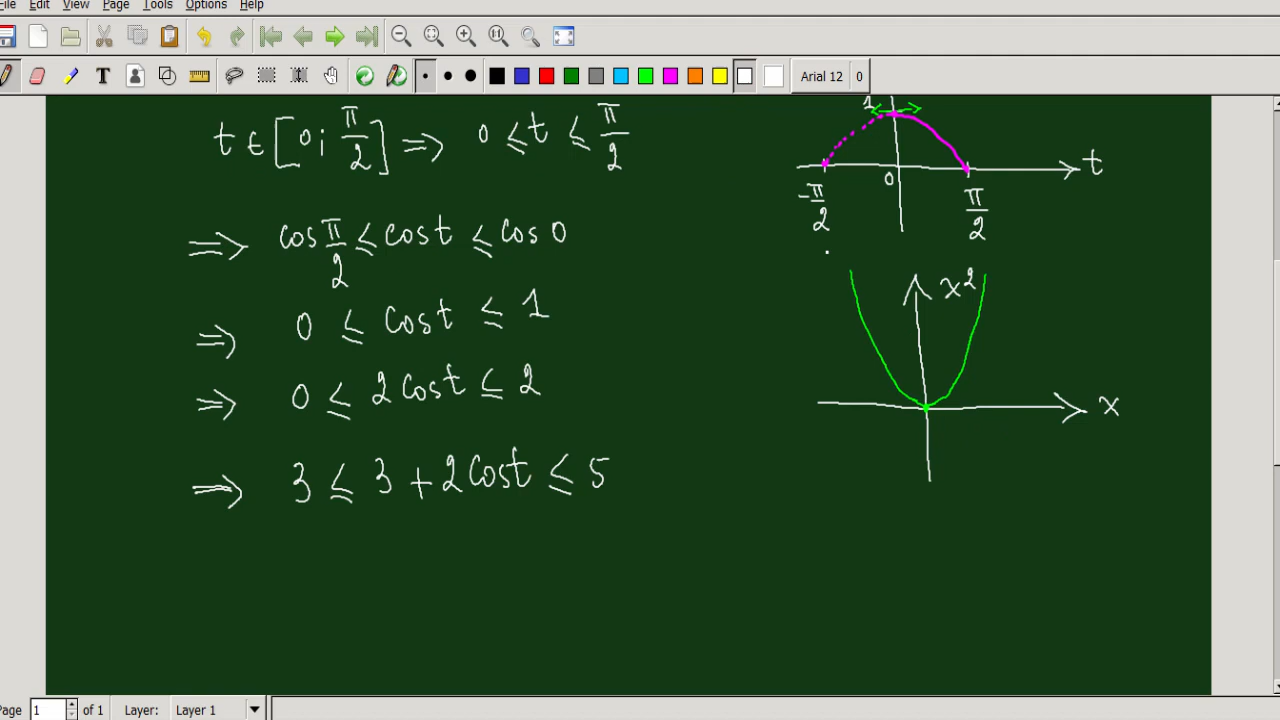 File Edit View Page Tools Options Help
Arial 12 0
t ∈ [0; π/2] => 0 ≤ t ≤ π/2
=> cos π/2 ≤ cos t ≤ cos 0
=> 0 ≤ cos t ≤ 1
=> 0 ≤ 2 cos t ≤ 2
=> 3 ≤ 3 + 2 cos t ≤ 5
1
t
0
-π/2
π/2
x²
x
Page 1 of 1 Layer: Layer 1